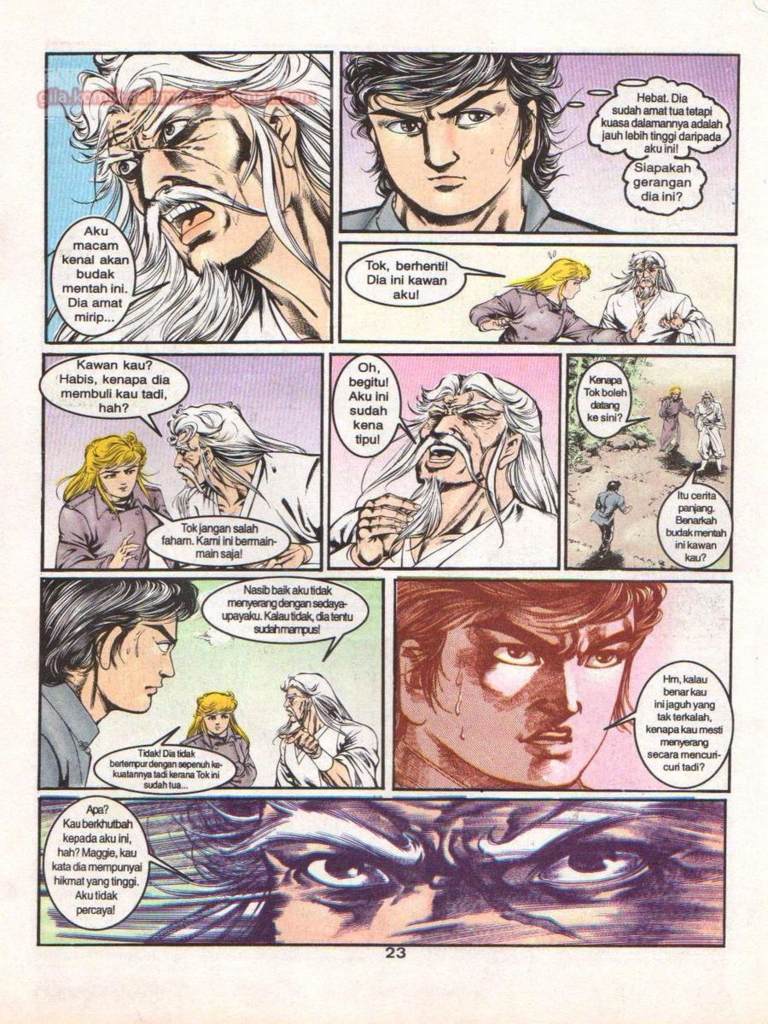 Aku
macam
kenal akan
budak
mentah ini.
Dia amat
mirip...
Hebat. Dia
sudah amat tua tetapi
kuasa dalamannya adalah
jauh lebih tinggi daripada
aku ini!
Siapakah
gerangan
dia ini?
Tok, berhenti!
Dia ini kawan
aku!
Kawan kau?
Habis, kenapa dia
membuli kau tadi,
hah?
Tok jangan salah
faham. Kami ini bermain-
main saja!
Oh,
begitu!
Aku ini
sudah
kena
tipu!
Kenapa
Tok boleh
datang
ke sini?
Itu cerita
panjang.
Benarkah
budak mentah
ini kawan
kau?
Nasib baik aku tidak
menyerang dengan sedaya-
upayaku. Kalau tidak, dia tentu
sudah mampus!
Tidak! Dia tidak
bertempur dengan sepenuh ke-
kuatannya tadi kerana Tok ini
sudah tua...
Hm, kalau
benar kau
ini jaguh yang
tak terkalah,
kenapa kau mesti
menyerang
secara mencuri-
curi tadi?
Apa?
Kau berkhutbah
kepada aku ini,
hah? Maggie, kau
kata dia mempunyai
hikmat yang tinggi.
Aku tidak
percaya!
23